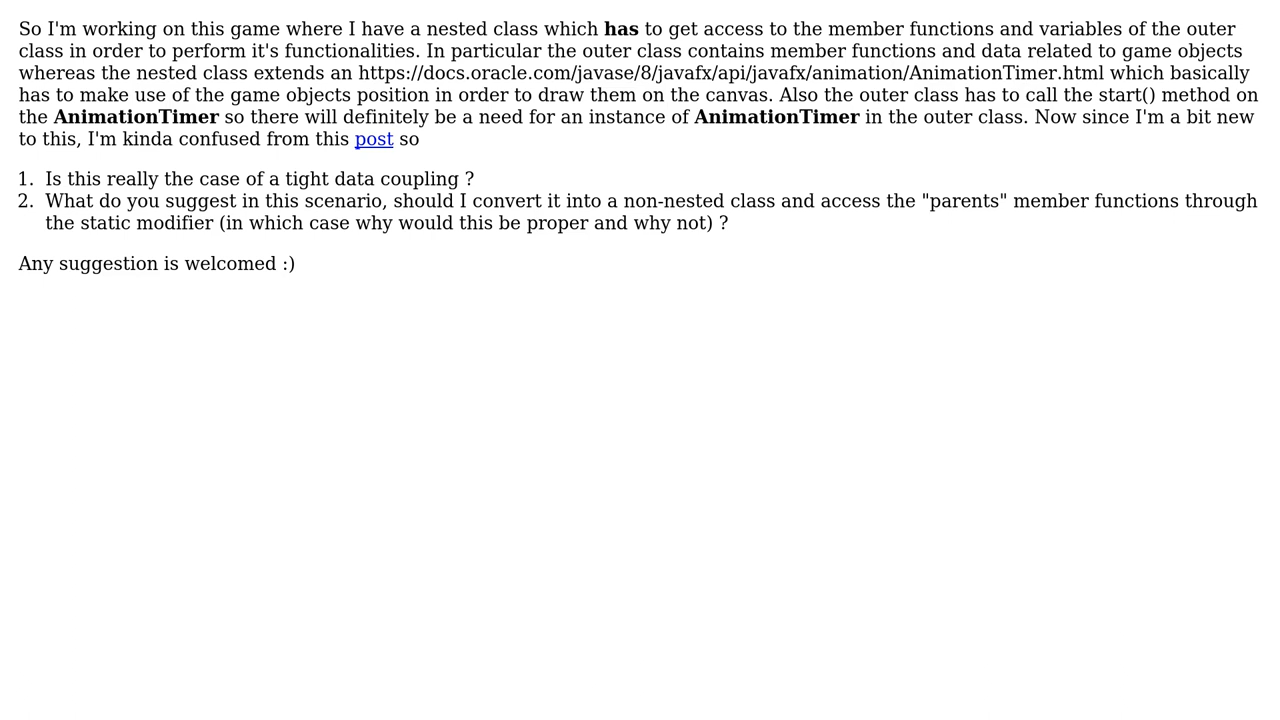 So I'm working on this game where I have a nested class which has to get access to the member functions and variables of the outer
class in order to perform it's functionalities. In particular the outer class contains member functions and data related to game objects
whereas the nested class extends an https://docs.oracle.com/javase/8/javafx/api/javafx/animation/AnimationTimer.html which basically
has to make use of the game objects position in order to draw them on the canvas. Also the outer class has to call the start() method on
the AnimationTimer so there will definitely be a need for an instance of AnimationTimer in the outer class. Now since I'm a bit new
to this, I'm kinda confused from this post so
1. Is this really the case of a tight data coupling ?
2. What do you suggest in this scenario, should I convert it into a non-nested class and access the "parents" member functions through
the static modifier (in which case why would this be proper and why not) ?
Any suggestion is welcomed :)